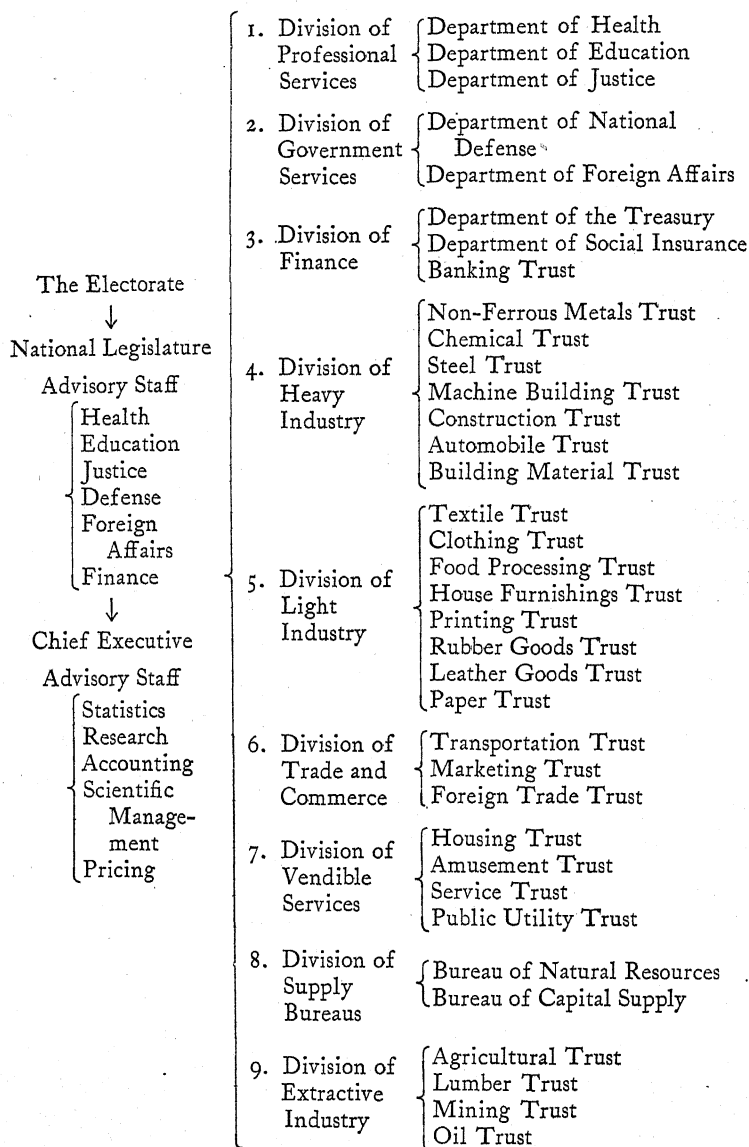 The Electorate
↓
National Legislature
Advisory Staff
Health
Education
Justice
Defense
Foreign
Affairs
Finance
↓
Chief Executive
Advisory Staff
Statistics
Research
Accounting
Scientific
Manage-
ment
Pricing
1. Division of
Professional
Services
Department of Health
Department of Education
Department of Justice
2. Division of
Government
Services
Department of National
Defense
Department of Foreign Affairs
3. Division of
Finance
Department of the Treasury
Department of Social Insurance
Banking Trust
4. Division of
Heavy
Industry
Non-Ferrous Metals Trust
Chemical Trust
Steel Trust
Machine Building Trust
Construction Trust
Automobile Trust
Building Material Trust
5. Division of
Light
Industry
Textile Trust
Clothing Trust
Food Processing Trust
House Furnishings Trust
Printing Trust
Rubber Goods Trust
Leather Goods Trust
Paper Trust
6. Division of
Trade and
Commerce
Transportation Trust
Marketing Trust
Foreign Trade Trust
7. Division of
Vendible
Services
Housing Trust
Amusement Trust
Service Trust
Public Utility Trust
8. Division of
Supply
Bureaus
Bureau of Natural Resources
Bureau of Capital Supply
9. Division of
Extractive
Industry
Agricultural Trust
Lumber Trust
Mining Trust
Oil Trust